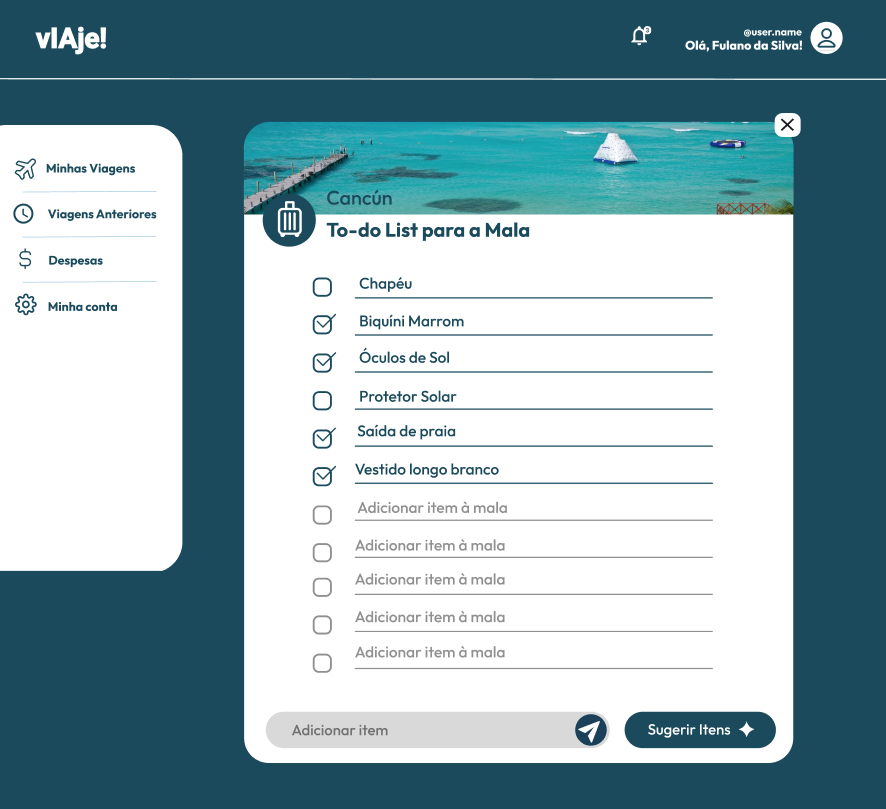 vIAje!
@user.name
Olá, Fulano da Silva!
Minhas Viagens
Viagens Anteriores
Despesas
Minha conta
Cancún
To-do List para a Mala
Chapéu
Biquíni Marrom
Óculos de Sol
Protetor Solar
Saída de praia
Vestido longo branco
Adicionar item à mala
Adicionar item à mala
Adicionar item à mala
Adicionar item à mala
Adicionar item à mala
Adicionar item
Sugerir Itens